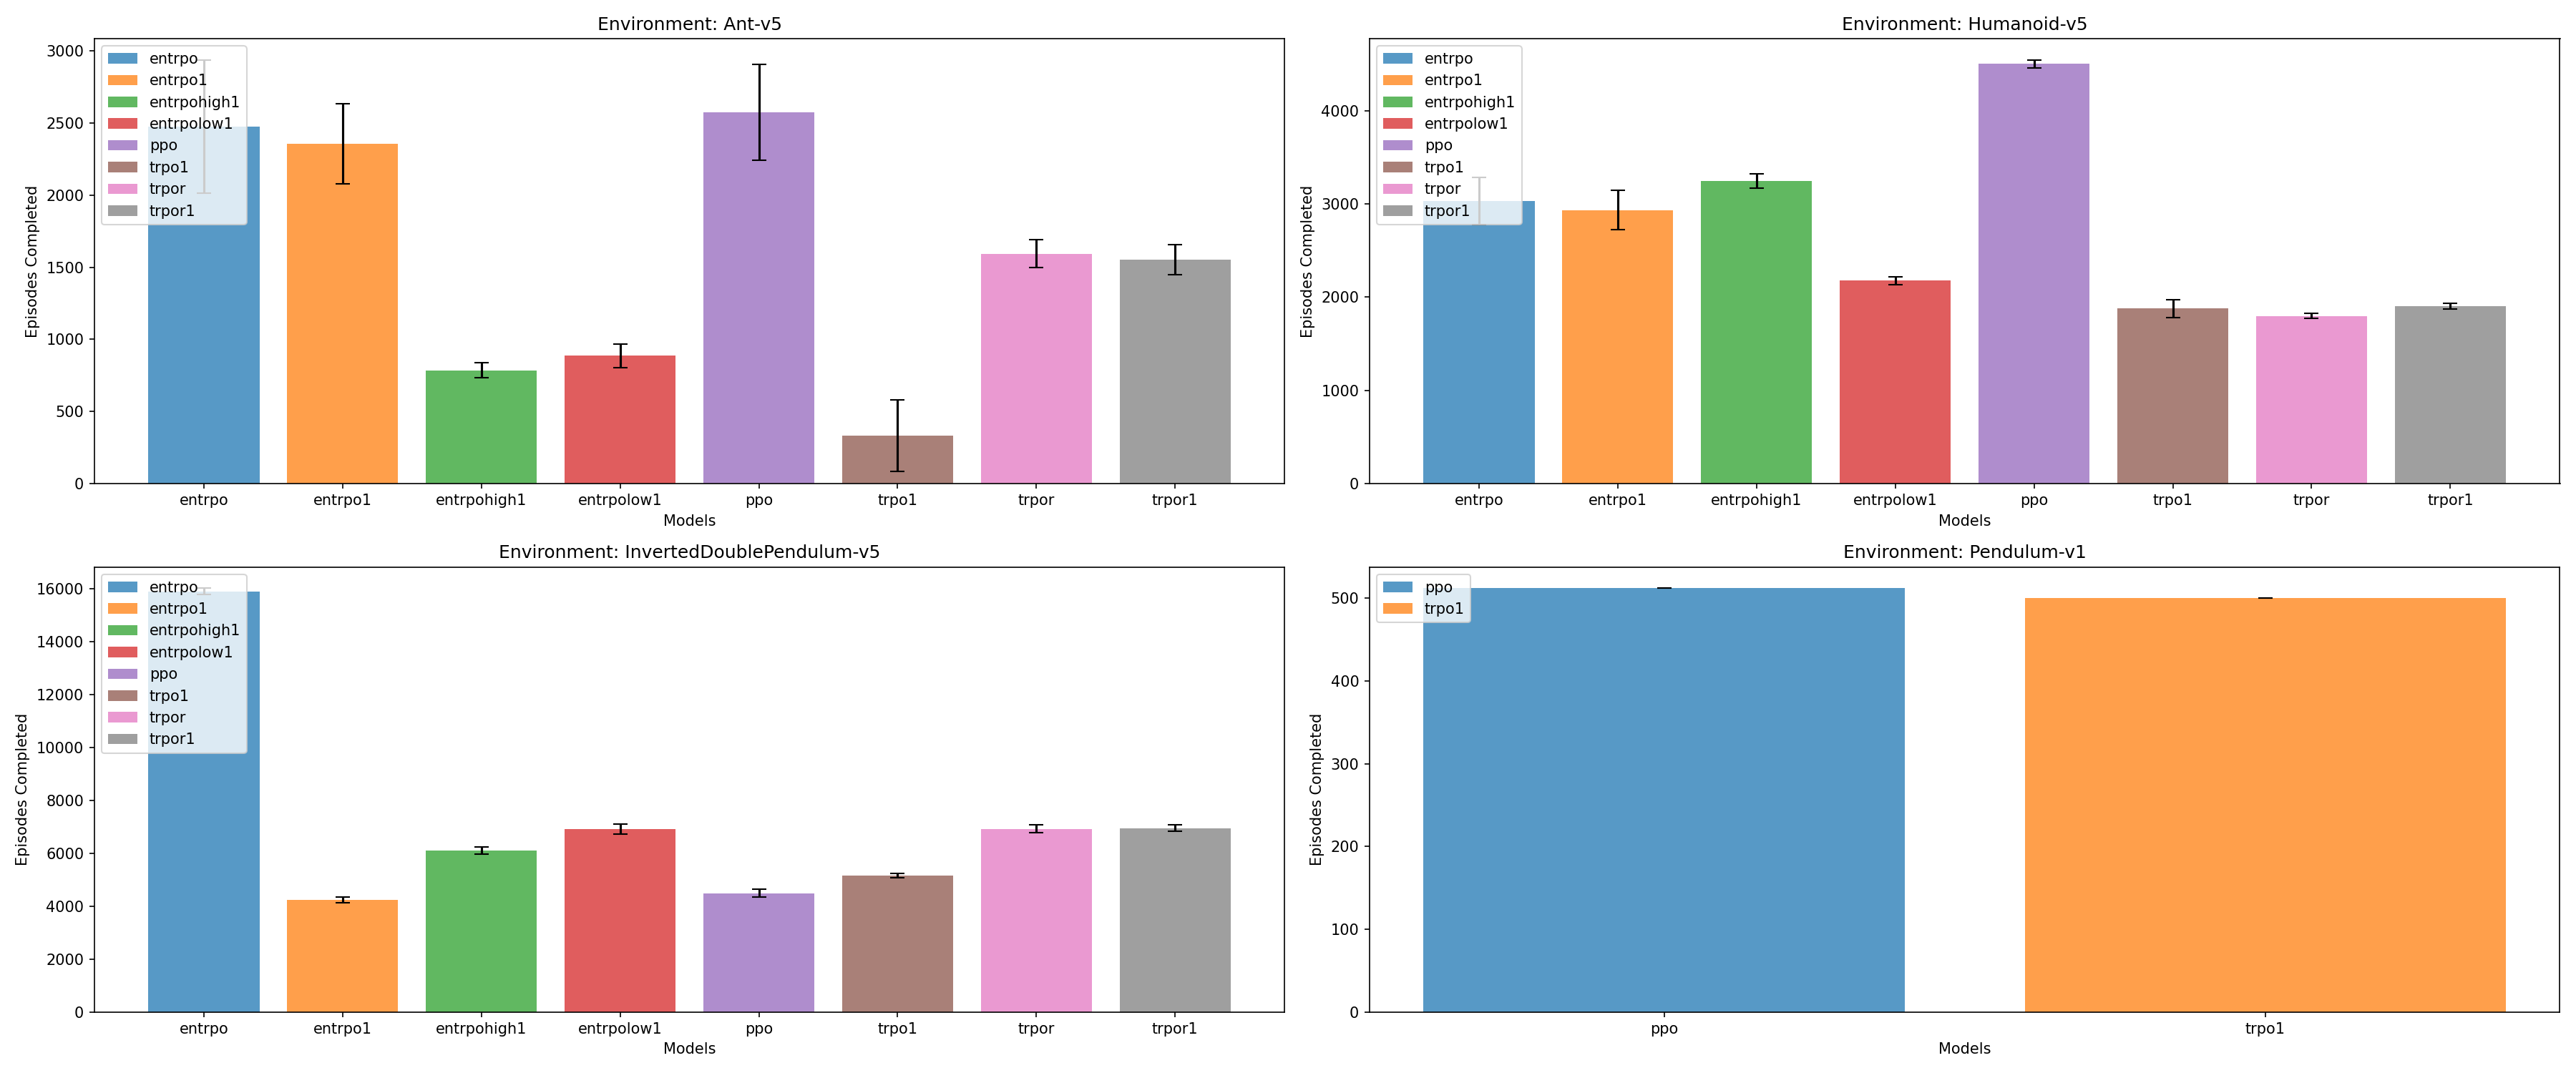 Environment: Ant-v5
Episodes Completed
3000
2500
2000
1500
1000
500
0
entrpo
entrpo1
entrpohigh1
entrpolow1
ppo
trpo1
trpor
trpor1
entrpo entrpo1 entrpohigh1 entrpolow1 ppo trpo1 trpor trpor1
Models
Environment: Humanoid-v5
Episodes Completed
4000
3000
2000
1000
0
entrpo
entrpo1
entrpohigh1
entrpolow1
ppo
trpo1
trpor
trpor1
entrpo entrpo1 entrpohigh1 entrpolow1 ppo trpo1 trpor trpor1
Models
Environment: InvertedDoublePendulum-v5
Episodes Completed
16000
14000
12000
10000
8000
6000
4000
2000
0
entrpo
entrpo1
entrpohigh1
entrpolow1
ppo
trpo1
trpor
trpor1
entrpo entrpo1 entrpohigh1 entrpolow1 ppo trpo1 trpor trpor1
Models
Environment: Pendulum-v1
Episodes Completed
500
400
300
200
100
0
ppo
trpo1
ppo trpo1
Models